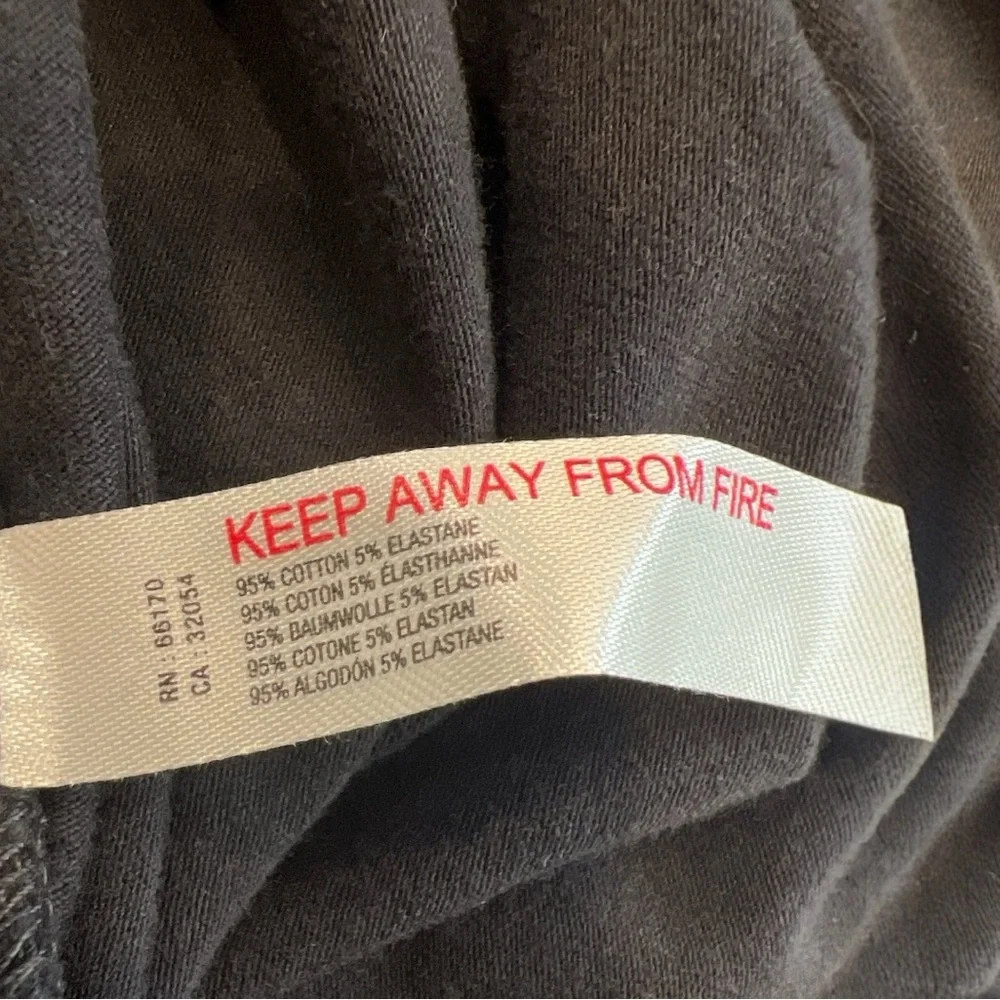 KEEP AWAY FROM FIRE
95% COTTON 5% ELASTANE
95% COTON 5% ÉLASTHANNE
95% BAUMWOLLE 5% ELASTAN
95% COTONE 5% ELASTAN
95% ALGODÓN 5% ELASTANE
RN : 66170
CA : 32054